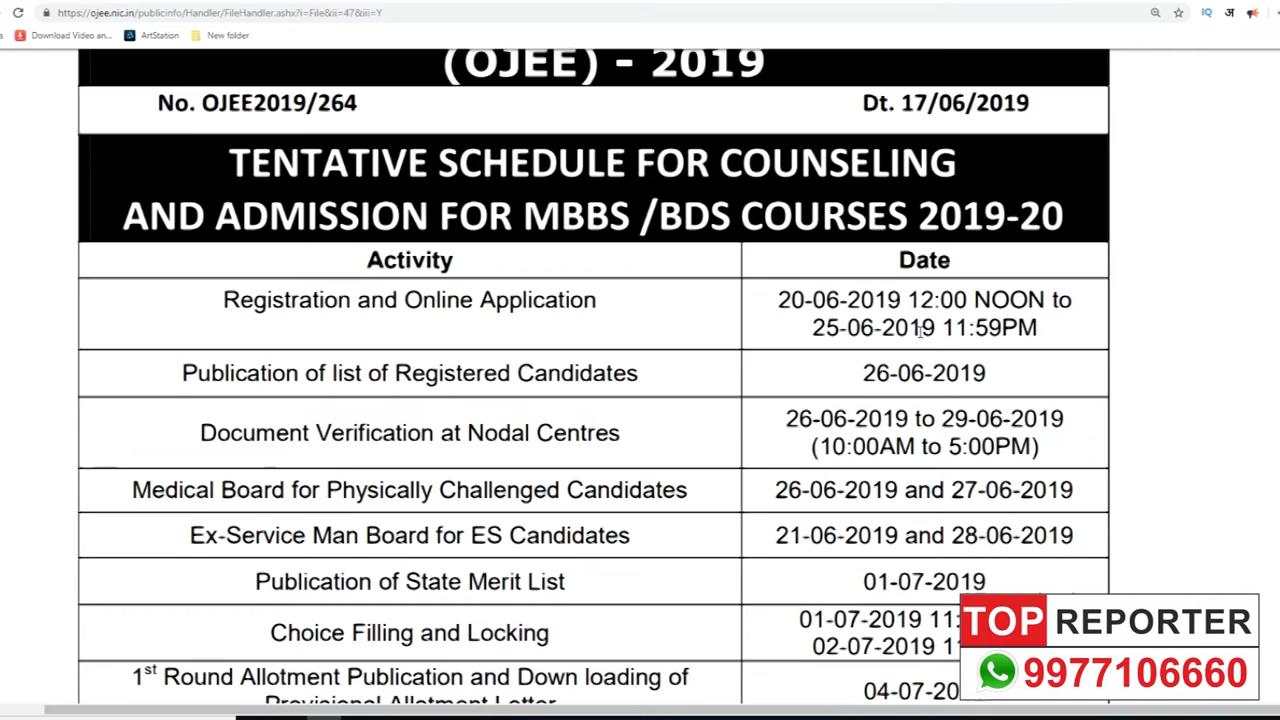 https://ojee.nic.in/publicinfo/Handler/FileHandler.ashx?i=File&ii=47&iii=Y
Download Video an... ArtStation New folder
(OJEE) - 2019
No. OJEE2019/264 Dt. 17/06/2019
TENTATIVE SCHEDULE FOR COUNSELING
AND ADMISSION FOR MBBS /BDS COURSES 2019-20
Activity Date
Registration and Online Application 20-06-2019 12:00 NOON to
25-06-2019 11:59PM
Publication of list of Registered Candidates 26-06-2019
Document Verification at Nodal Centres 26-06-2019 to 29-06-2019
(10:00AM to 5:00PM)
Medical Board for Physically Challenged Candidates 26-06-2019 and 27-06-2019
Ex-Service Man Board for ES Candidates 21-06-2019 and 28-06-2019
Publication of State Merit List 01-07-2019
Choice Filling and Locking 01-07-2019
02-07-2019
1st Round Allotment Publication and Down loading of 04-07-20
Provisional Allotment Letter
TOP REPORTER
9977106660